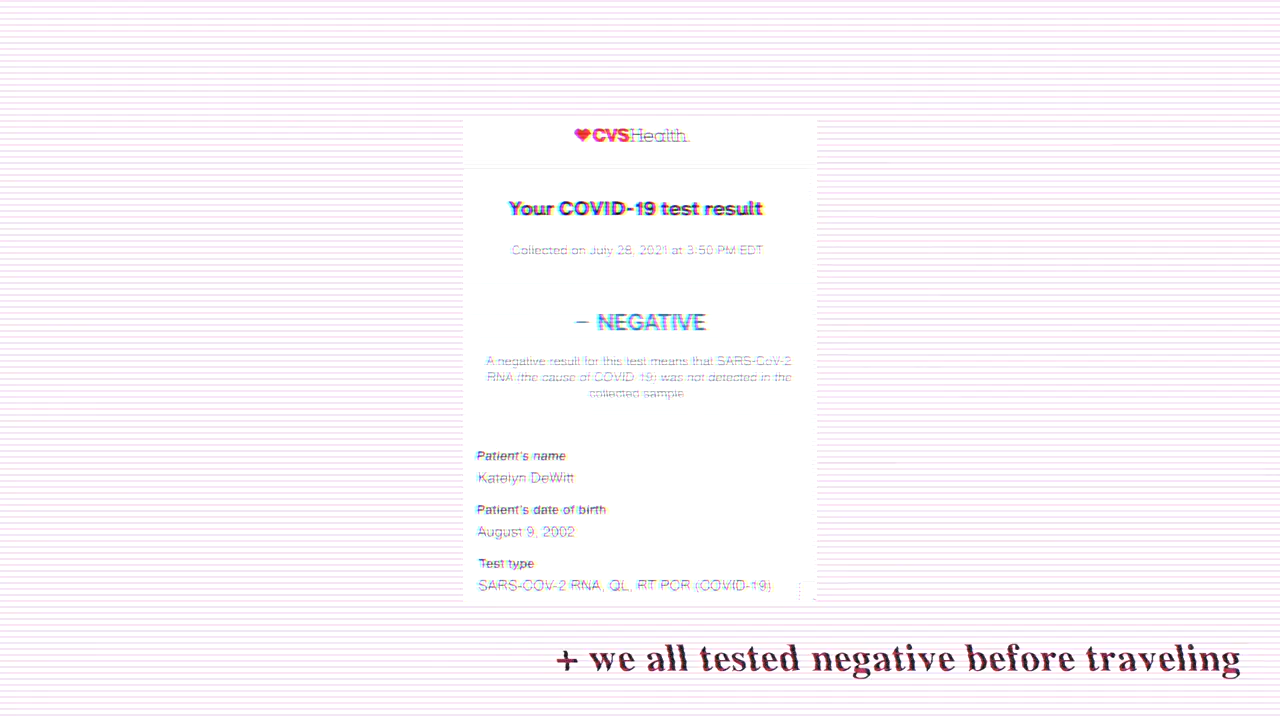 CVSHealth.
Your COVID-19 test result
Collected on July 28, 2021 at 3:50 PM EDT
– NEGATIVE
A negative result for this test means that SARS-CoV-2
RNA (the cause of COVID-19) was not detected in the
collected sample
Patient's name
Katelyn DeWitt
Patient's date of birth
August 9, 2002
Test type
SARS-COV-2 RNA, QL, RT PCR (COVID-19)
+ we all tested negative before traveling